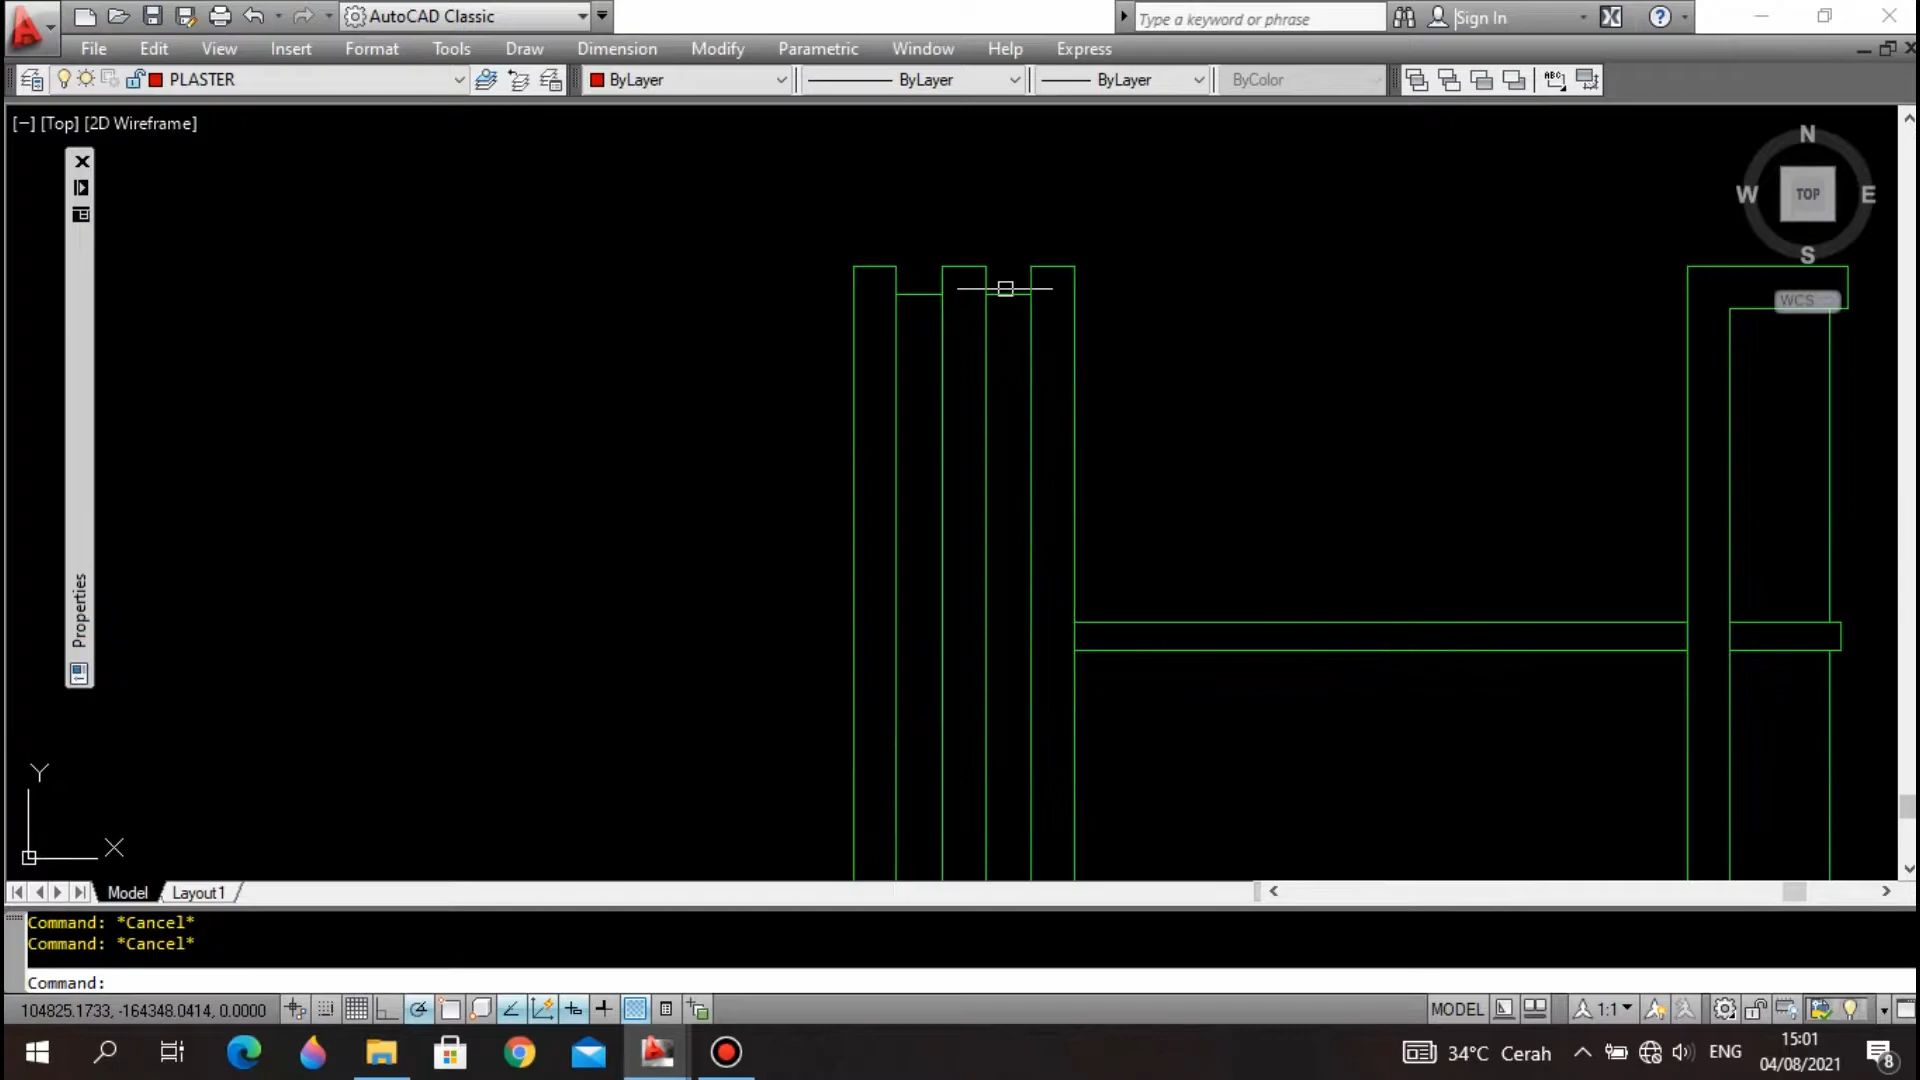 AutoCAD Classic
Type a keyword or phrase
Sign In
File Edit View Insert Format Tools Draw Dimension Modify Parametric Window Help Express
PLASTER
ByLayer
ByLayer
ByLayer
ByColor
ABC
[−] [Top] [2D Wireframe]
N
W
TOP
E
S
WCS
Properties
Y
X
Model
Layout1
Command: *Cancel*
Command: *Cancel*
Command:
104825.1733, -164348.0414, 0.0000
MODEL
1:1
34°C Cerah
ENG
15:01
04/08/2021
8